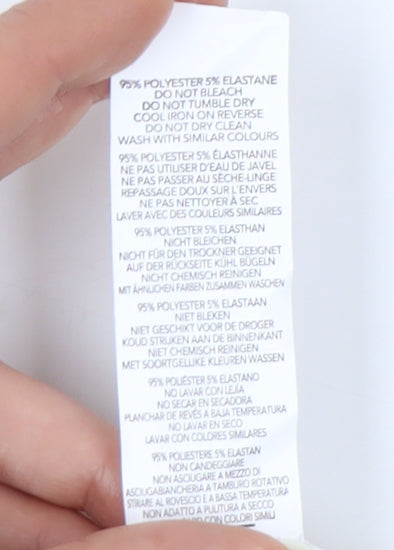 95% POLYESTER 5% ELASTANE
DO NOT BLEACH
DO NOT TUMBLE DRY
COOL IRON ON REVERSE
DO NOT DRY CLEAN
WASH WITH SIMILAR COLOURS
95% POLYESTER 5% ÉLASTHANNE
NE PAS UTILISER D'EAU DE JAVEL
NE PAS PASSER AU SÈCHE-LINGE
REPASSAGE DOUX SUR L'ENVERS
NE PAS NETTOYER À SEC
LAVER AVEC DES COULEURS SIMILAIRES
95% POLYESTER 5% ELASTHAN
NICHT BLEICHEN
NICHT FÜR DEN TROCKNER GEEIGNET
AUF DER RÜCKSEITE KÜHL BÜGELN
NICHT CHEMISCH REINIGEN
MIT ÄHNLICHEN FARBEN ZUSAMMEN WASCHEN
95% POLYESTER 5% ELASTAAN
NIET BLEKEN
NIET GESCHIKT VOOR DE DROGER
KOUD STRIJKEN AAN DE BINNENKANT
NIET CHEMISCH REINIGEN
MET SOORTGELIJKE KLEUREN WASSEN
95% POLIÉSTER 5% ELASTANO
NO LAVAR CON LEJÍA
NO SECAR EN SECADORA
PLANCHAR DE REVÉS A BAJA TEMPERATURA
NO LAVAR EN SECO
LAVAR CON COLORES SIMILARES
95% POLIESTERE 5% ELASTAN
NON CANDEGGIARE
NON ASCIUGARE A MEZZO DI
ASCIUGABIANCHERIA A TAMBURO ROTATIVO
STIRARE AL ROVESCIO E A BASSA TEMPERATURA
NON ADATTO A PULITURA A SECCO
CON COLORI SIMILI